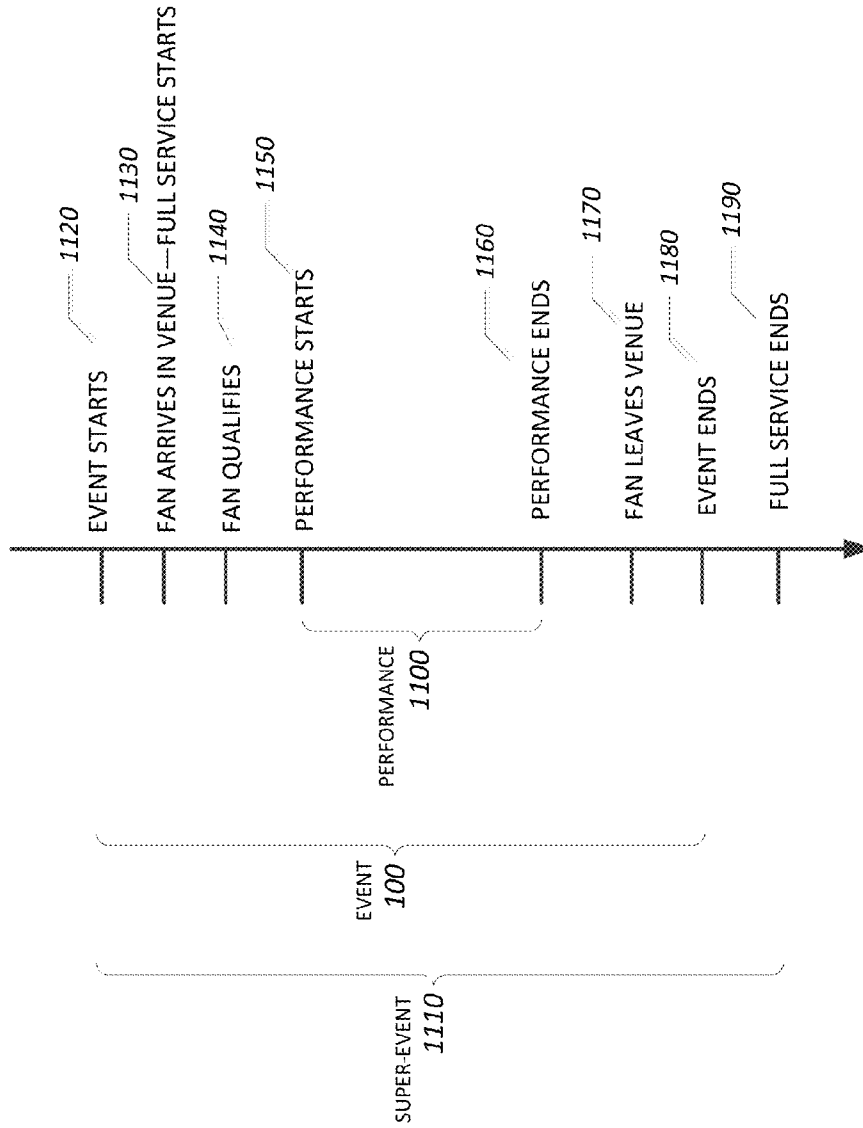 EVENT STARTS
1120
FAN ARRIVES IN VENUE—FULL SERVICE STARTS
1130
FAN QUALIFIES
1140
PERFORMANCE STARTS
1150
PERFORMANCE ENDS
1160
FAN LEAVES VENUE
1170
EVENT ENDS
1180
FULL SERVICE ENDS
1190
PERFORMANCE
1100
EVENT
100
SUPER-EVENT
1110